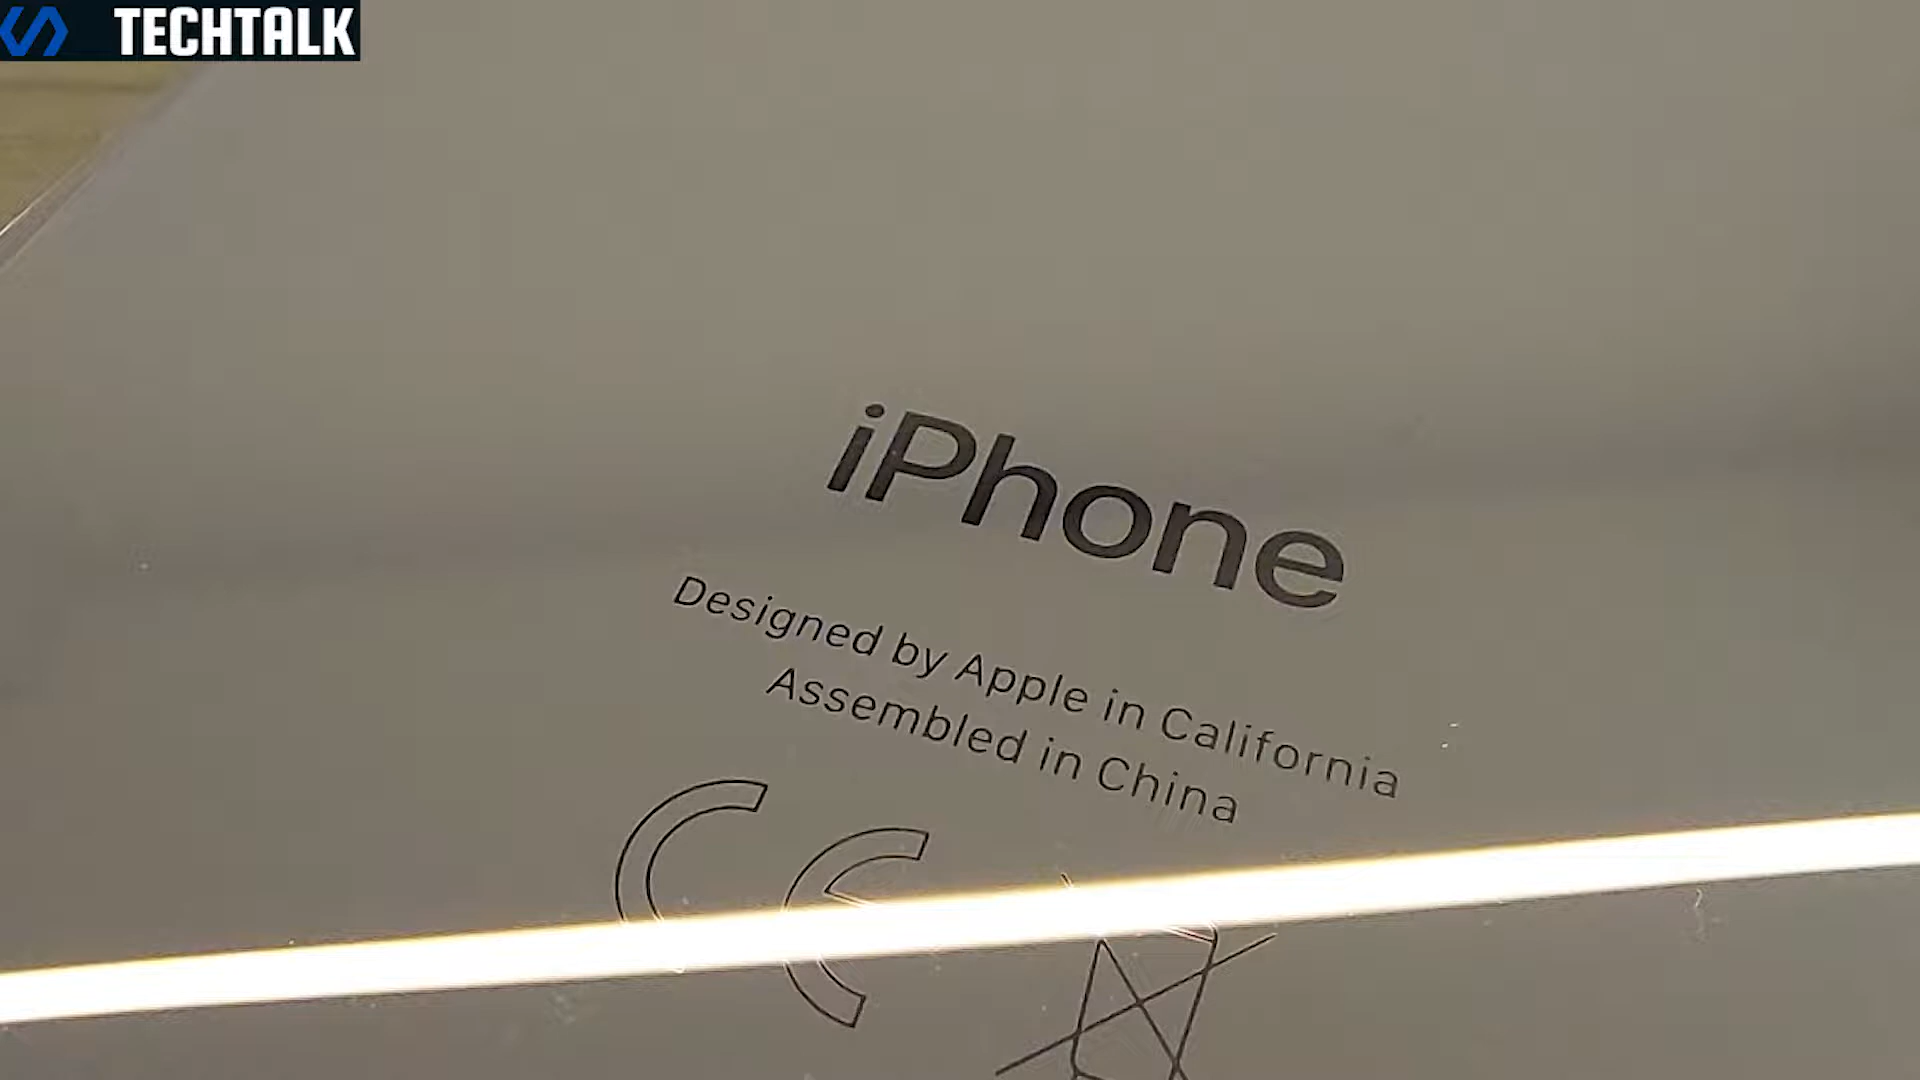 TECHTALK
iPhone
Designed by Apple in California
Assembled in China
CE